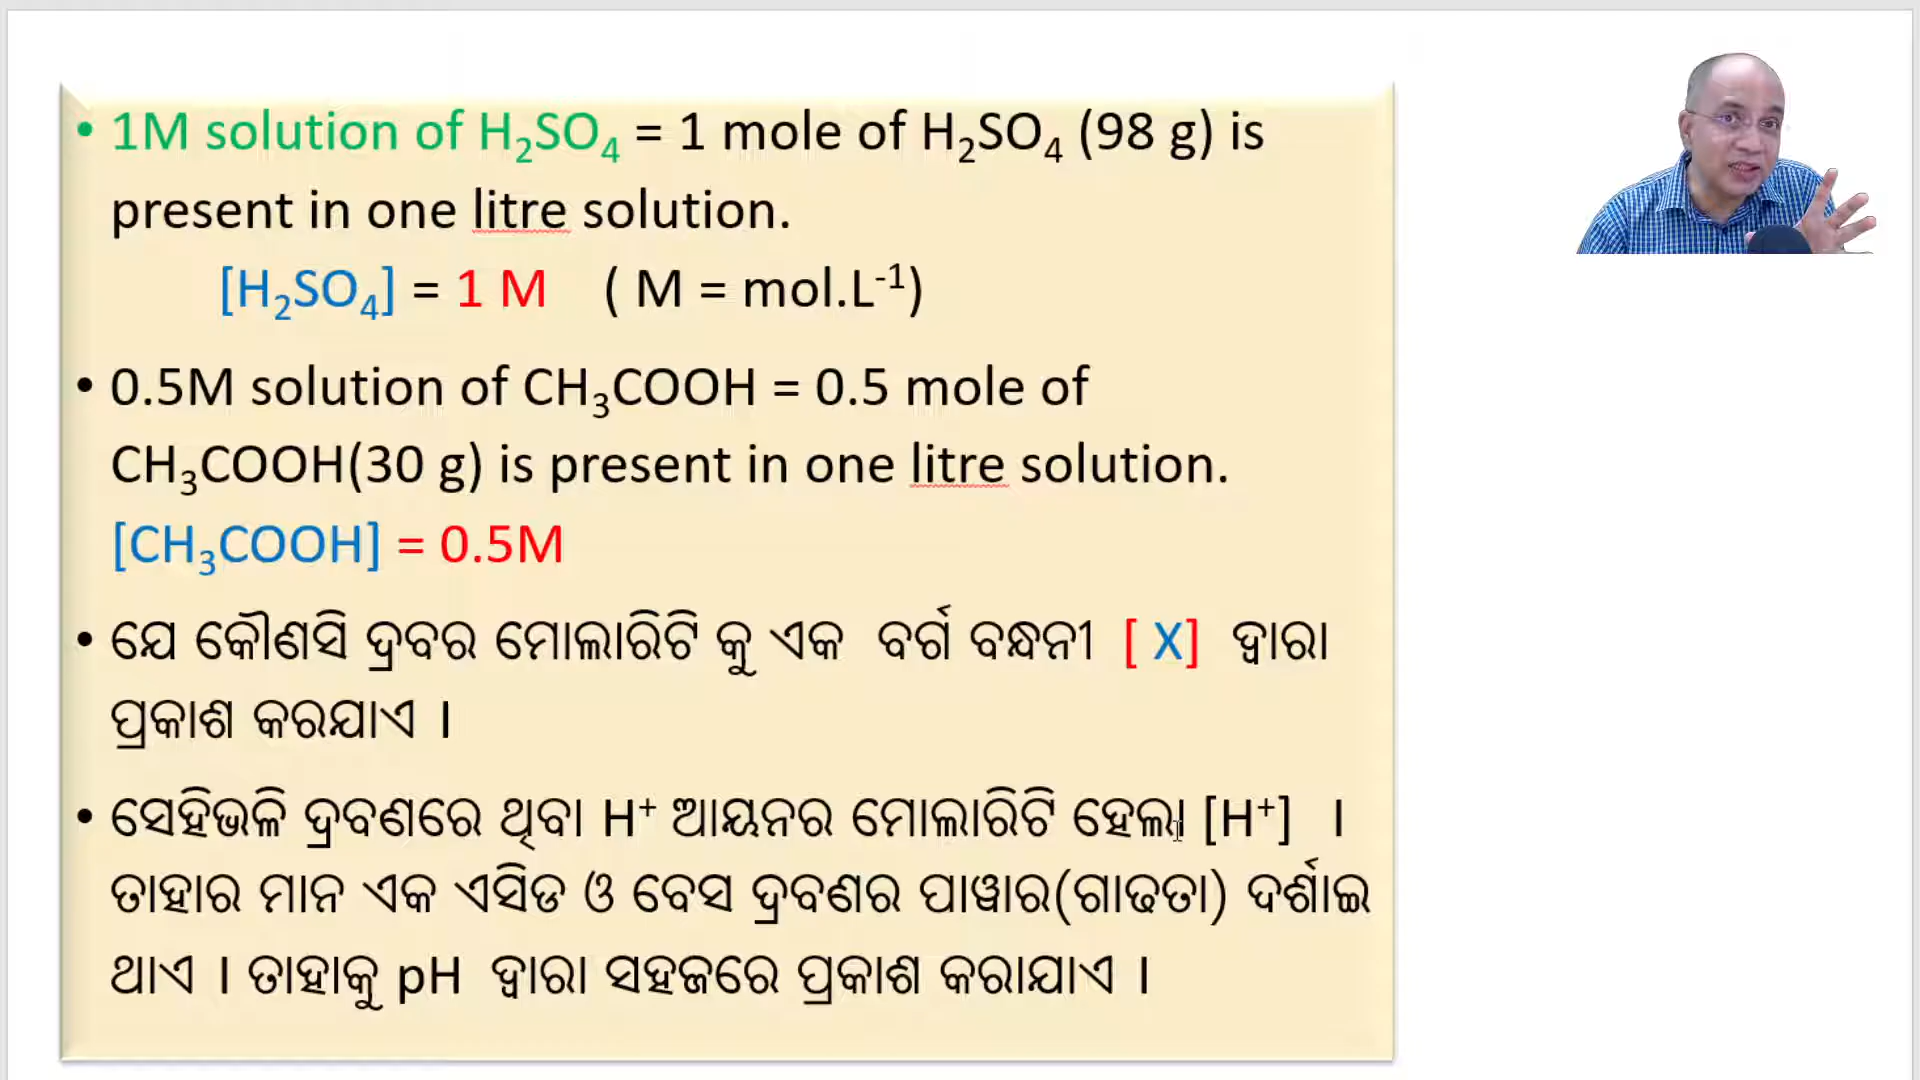 • 1M solution of H₂SO₄ = 1 mole of H₂SO₄ (98 g) is
present in one litre solution.
[H₂SO₄] = 1 M ( M = mol.L⁻¹)
• 0.5M solution of CH₃COOH = 0.5 mole of
CH₃COOH(30 g) is present in one litre solution.
[CH₃COOH] = 0.5M
• ଯେ କୌଣସି ଦ୍ରବର ମୋଲାରିଟି କୁ ଏକ ବର୍ଗ ବନ୍ଧନୀ [ X] ଦ୍ୱାରା
ପ୍ରକାଶ କରଯାଏ ।
• ସେହିଭଳି ଦ୍ରବଣରେ ଥିବା H⁺ ଆୟନର ମୋଲାରିଟି ହେଲା [H⁺] ।
ତାହାର ମାନ ଏକ ଏସିଡ ଓ ବେସ ଦ୍ରବଣର ପାୱାର(ଗାଢତା) ଦର୍ଶାଇ
ଥାଏ । ତାହାକୁ pH ଦ୍ୱାରା ସହଜରେ ପ୍ରକାଶ କରାଯାଏ ।